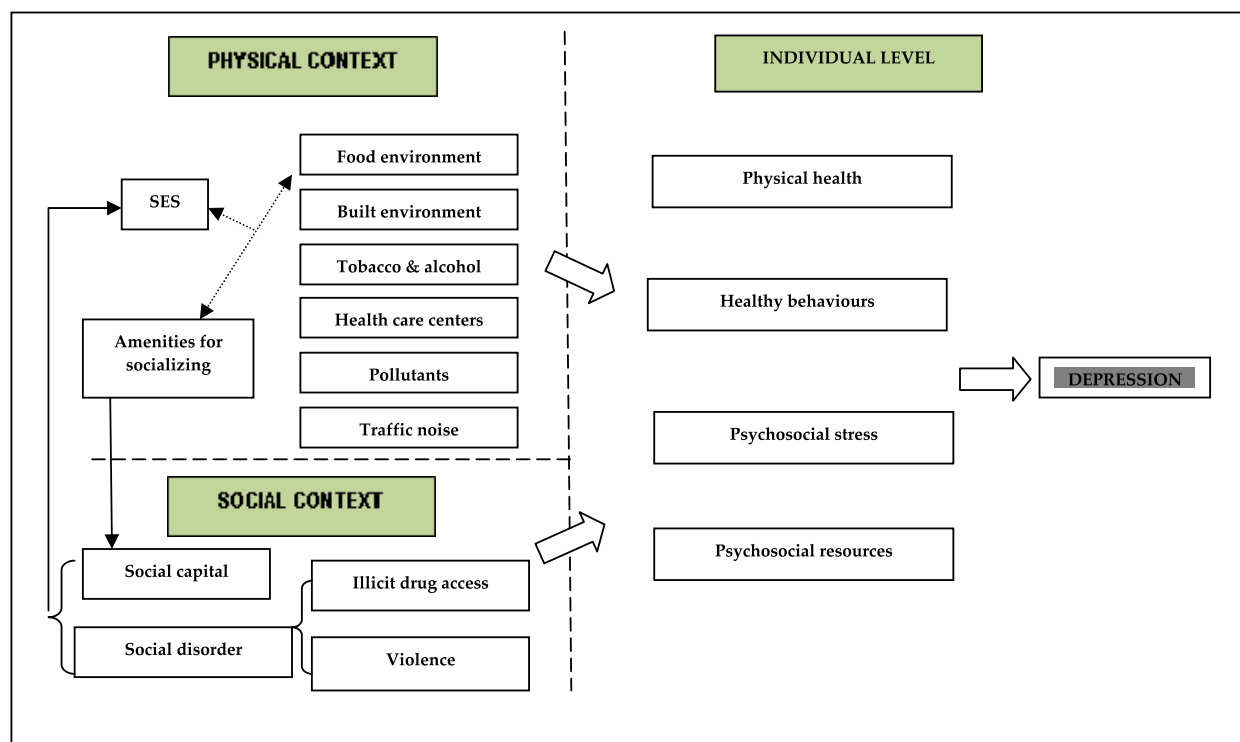 PHYSICAL CONTEXT
INDIVIDUAL LEVEL
Food environment
SES
Built environment
Tobacco & alcohol
Health care centers
Amenities for
socializing
Pollutants
Traffic noise
Physical health
Healthy behaviours
DEPRESSION
Psychosocial stress
Psychosocial resources
SOCIAL CONTEXT
Social capital
Illicit drug access
Social disorder
Violence